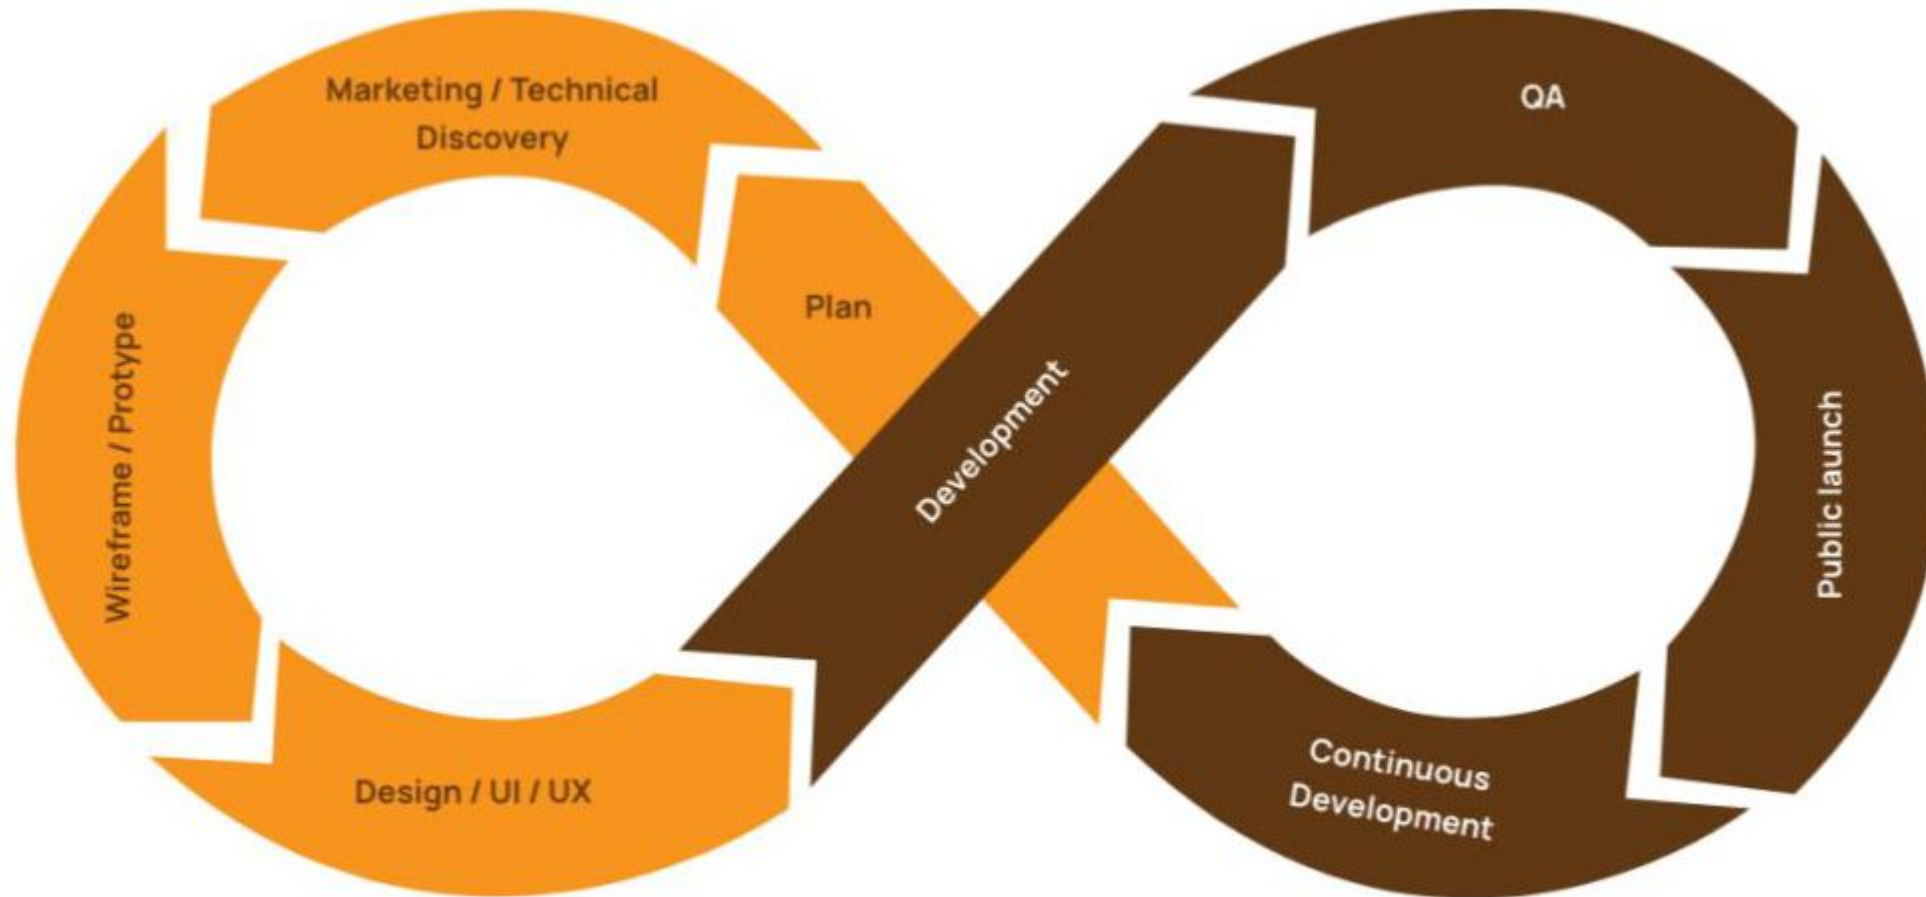 Marketing / Technical
Discovery
QA
Plan
Wireframe / Protype
Development
Public launch
Design / UI / UX
Continuous
Development